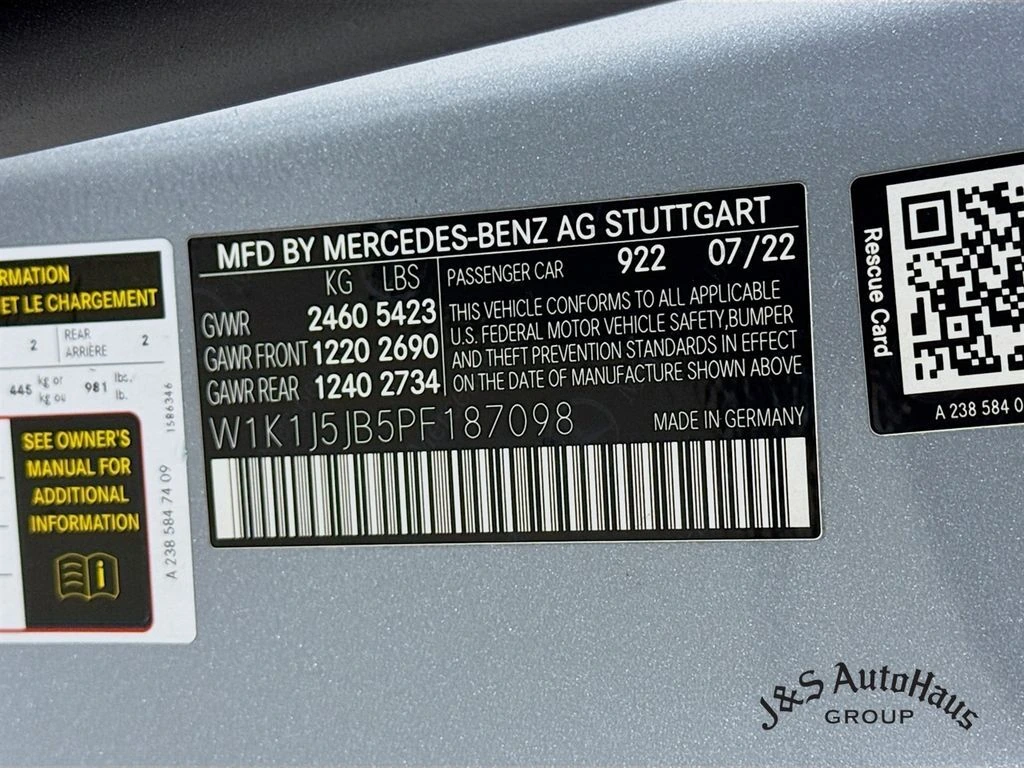 RMATION
ET LE CHARGEMENT
2 REAR 2
ARRIÈRE
445 kg or 981 lbs.
kg ou lb.
1586346
SEE OWNER'S
MANUAL FOR
ADDITIONAL
INFORMATION
A 238 584 74 09
MFD BY MERCEDES-BENZ AG STUTTGART
KG LBS PASSENGER CAR 922 07/22
GVWR 2460 5423
GAWR FRONT 1220 2690
GAWR REAR 1240 2734
THIS VEHICLE CONFORMS TO ALL APPLICABLE
U.S. FEDERAL MOTOR VEHICLE SAFETY,BUMPER
AND THEFT PREVENTION STANDARDS IN EFFECT
ON THE DATE OF MANUFACTURE SHOWN ABOVE
W1K1J5JB5PF187098 MADE IN GERMANY
Rescue Card
A 238 584 0
J&S AutoHaus
GROUP